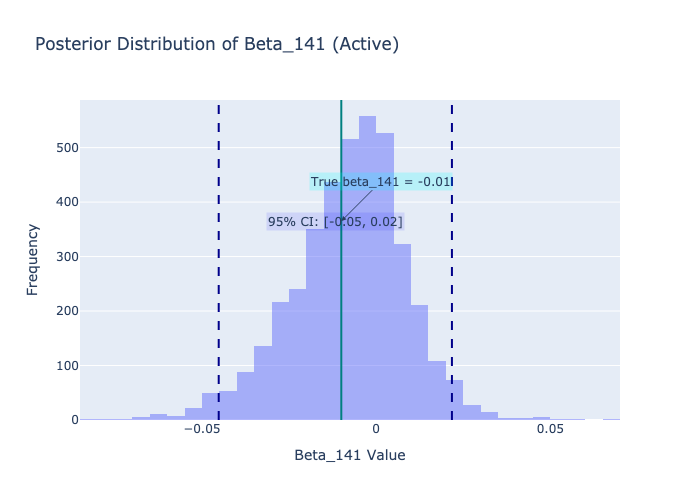 Posterior Distribution of Beta_141 (Active)
500
True beta_141 = -0.01
400
95% CI: [-0.05, 0.02]
Frequency
300
200
100
0
−0.05
0
0.05
Beta_141 Value